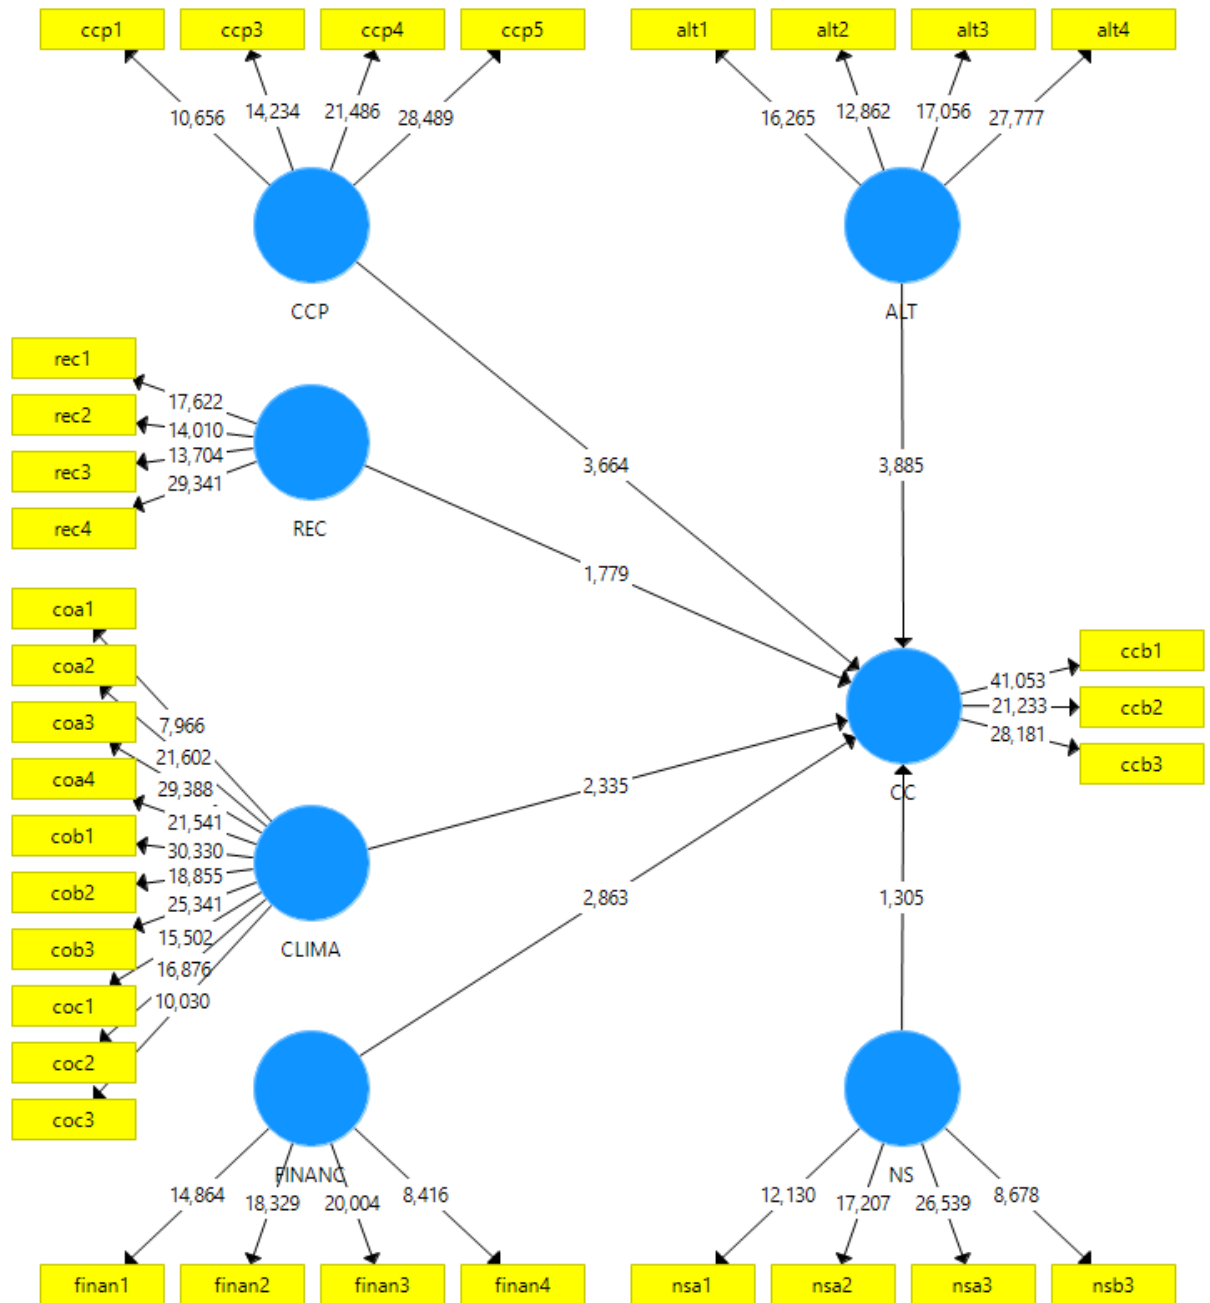 ccp1 ccp3 ccp4 ccp5 alt1 alt2 alt3 alt4
10,656 14,234 21,486 28,489 16,265 12,862 17,056 27,777
CCP ALT
rec1
rec2
rec3
rec4
17,622
14,010
13,704
29,341
REC
3,664 3,885
1,779
coa1
coa2
coa3
coa4
cob1
cob2
cob3
coc1
coc2
coc3
7,966
21,602
29,388
21,541
30,330
18,855
25,341
15,502
16,876
10,030
CLIMA
2,335
2,863
1,305
41,053
21,233
28,181
ccb1
ccb2
ccb3
CC
FINANC NS
14,864 18,329 20,004 8,416 12,130 17,207 26,539 8,678
finan1 finan2 finan3 finan4 nsa1 nsa2 nsa3 nsb3